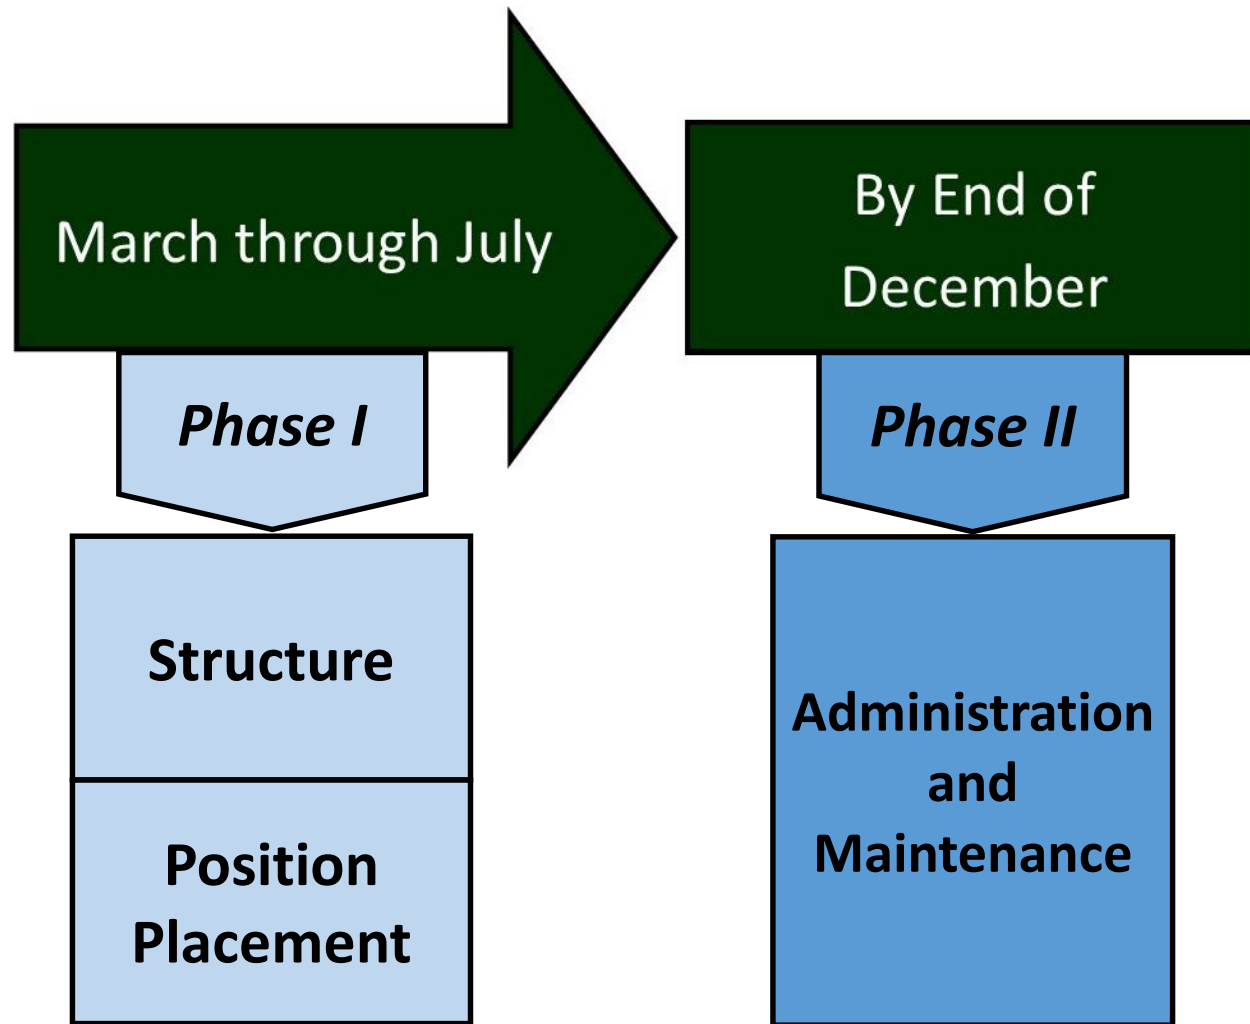 March through July
By End of
December
Phase I
Phase II
Structure
Position
Placement
Administration
and
Maintenance